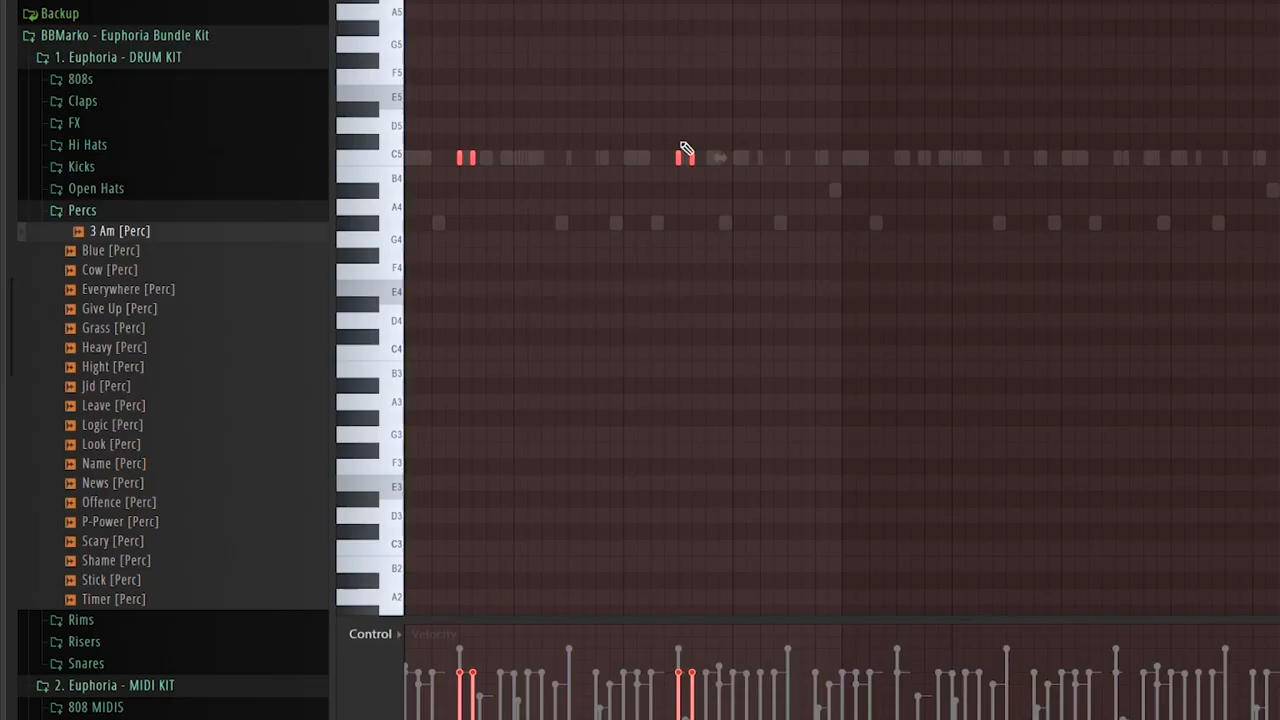 Backup
BBMarko - Euphoria Bundle Kit
1. Euphoria - DRUM KIT
808s
Claps
FX
Hi Hats
Kicks
Open Hats
Percs
3 Am [Perc]
Blue [Perc]
Cow [Perc]
Everywhere [Perc]
Give U [Perc]
Grass [Perc]
Heavy [Perc]
Hight [Perc]
Jid [Perc]
Leave [Perc]
Logic [Perc]
Look [Perc]
Name [Perc]
News [Perc]
Offence [Perc]
P Power [Perc]
Scary [Perc]
Shame [Perc]
Stick [Perc]
Timer [Perc]
Rims
Risers
Snares
2. Euphoria - MIDI KIT
808 MIDIS
A5
G5
F5
E5
D5
C5
B4
A4
G4
F4
E4
D4
C4
B3
A3
G3
F3
E3
D3
C3
B2
A2
Control
Velocity